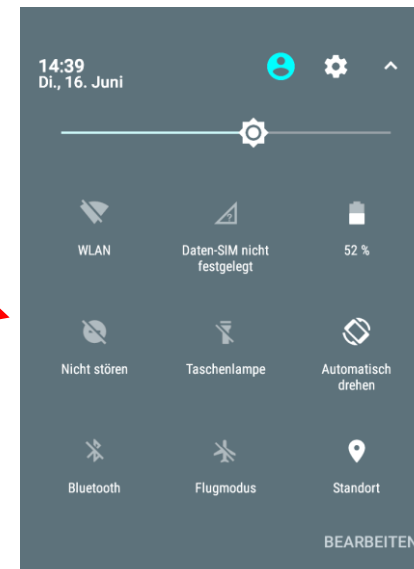 14:39
Di., 16. Juni
WLAN
Daten-SIM nicht
festgelegt
52 %
Nicht stören
Taschenlampe
Automatisch
drehen
Bluetooth
Flugmodus
Standort
BEARBEITEN